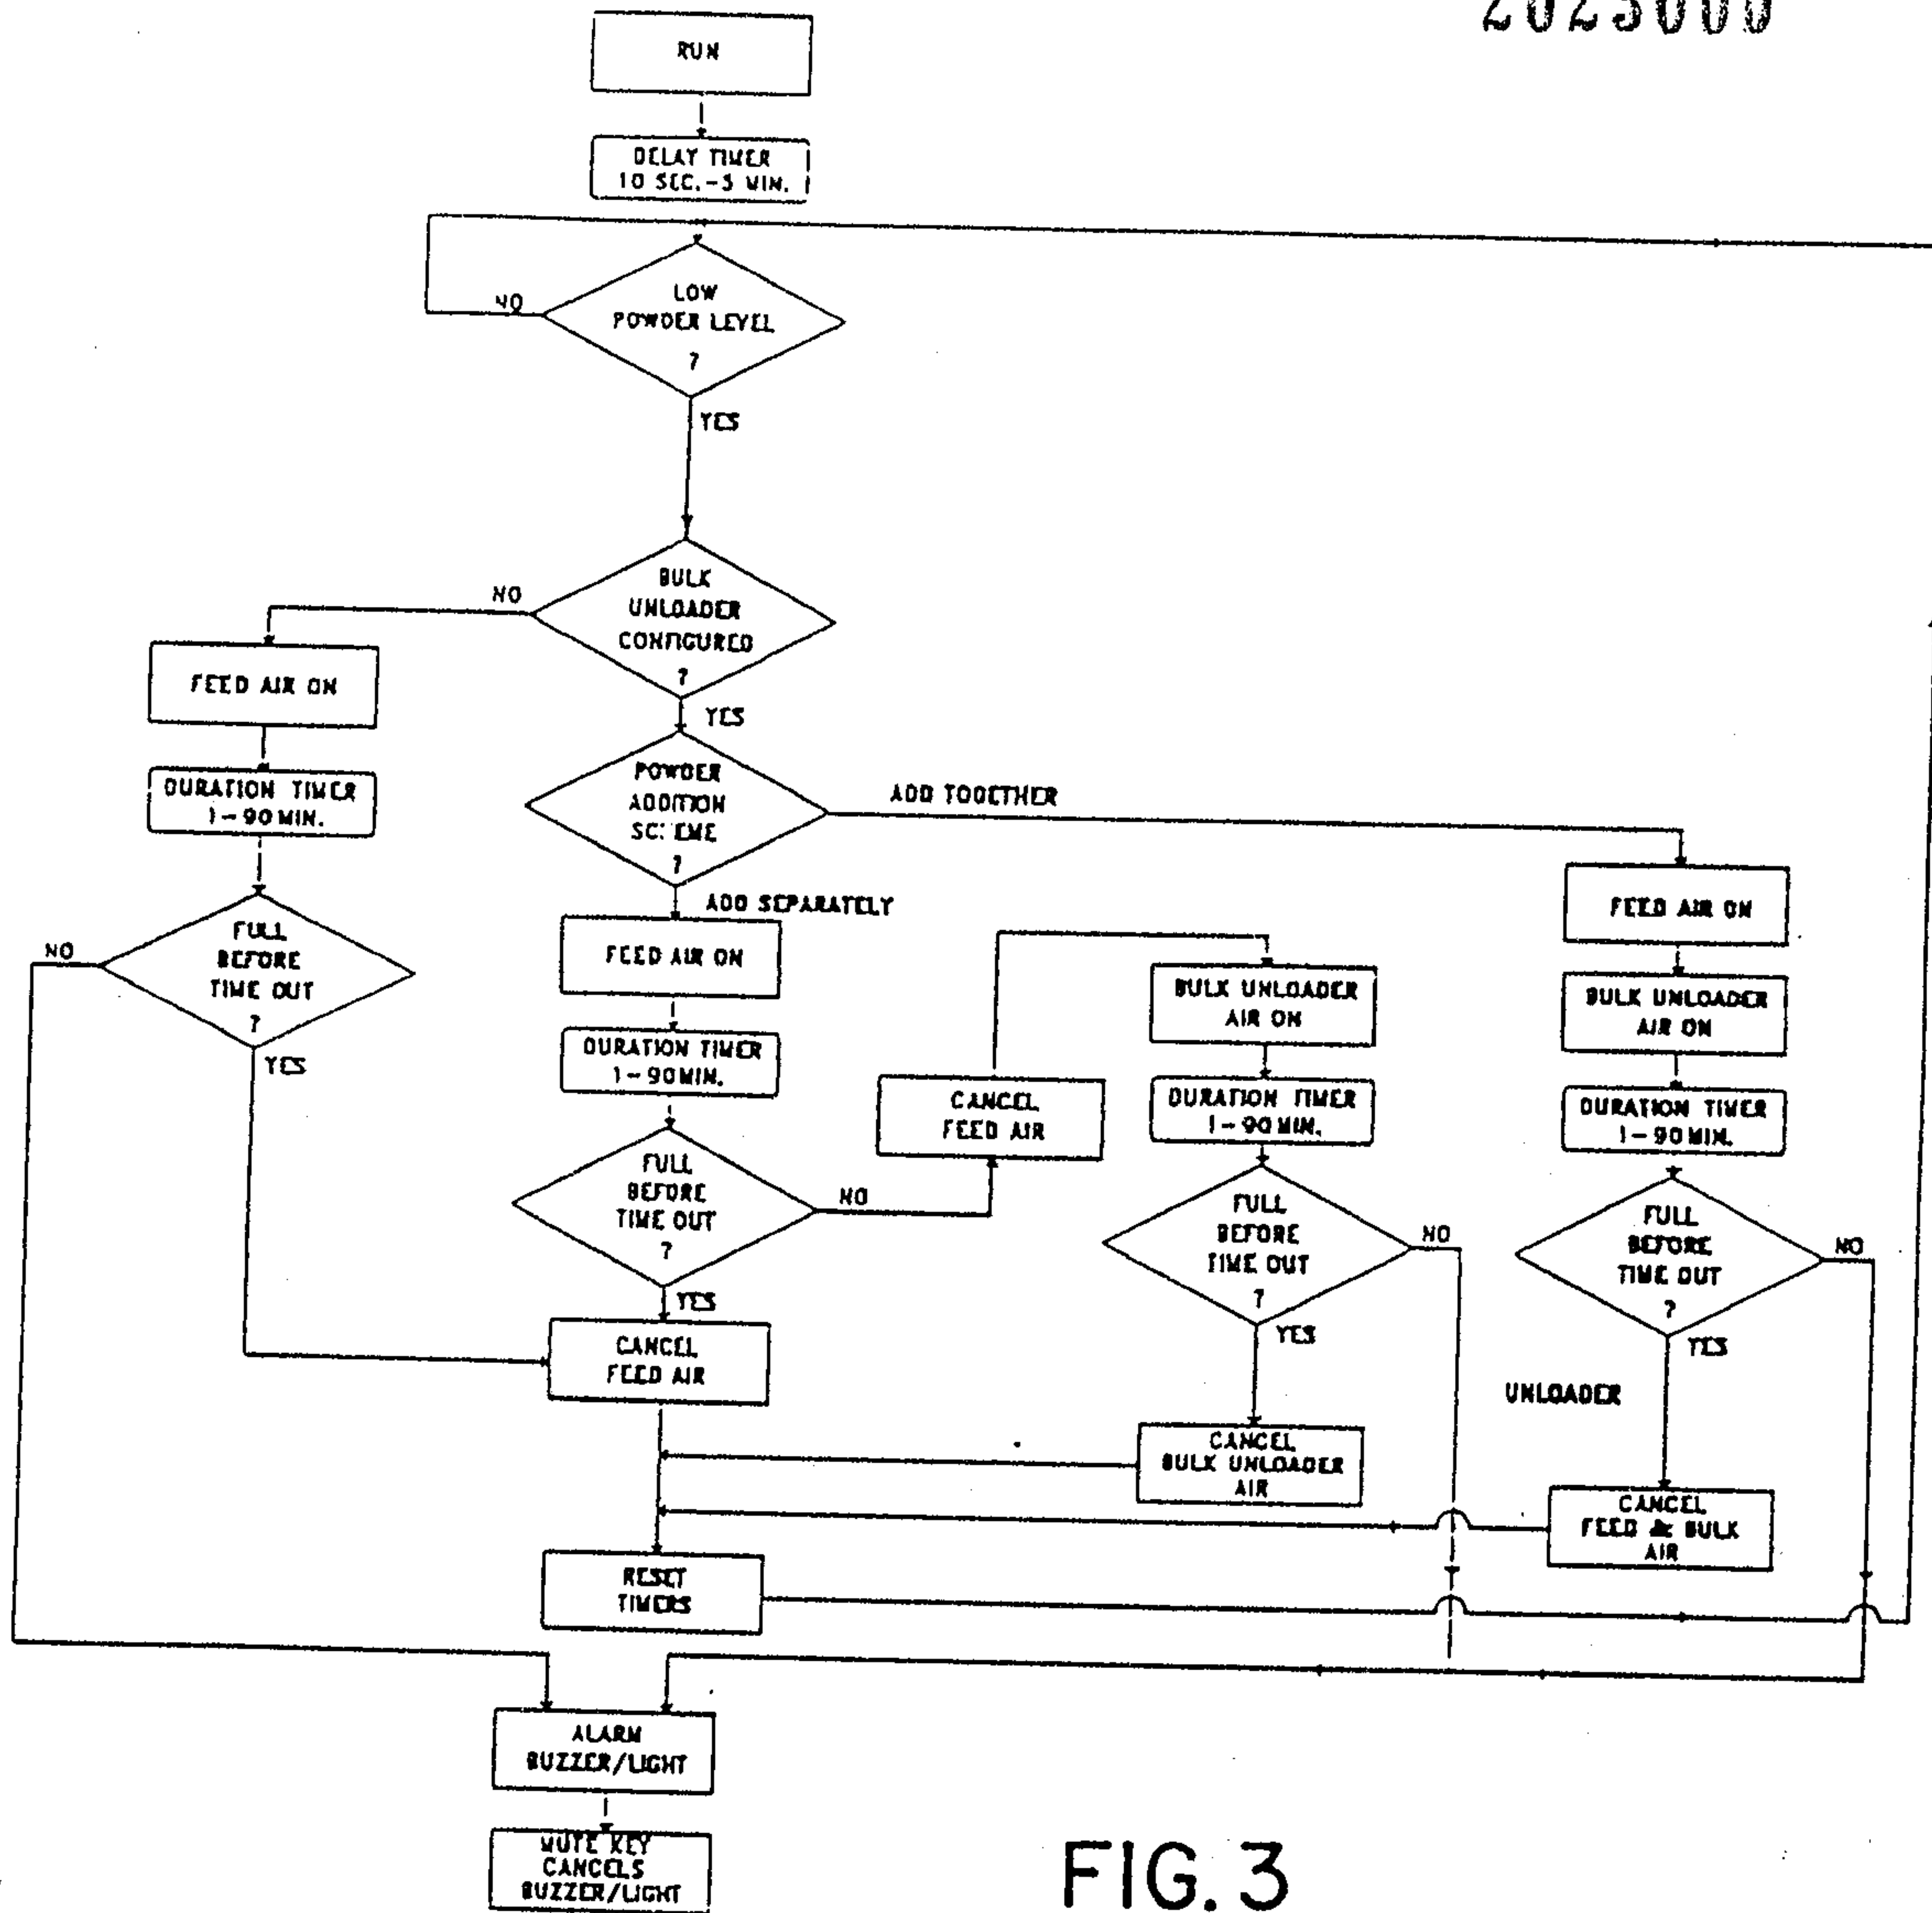 RUN
DELAY TIMER
10 SEC.-5 MIN.
LOW
POWDER LEVEL
?
NO
YES
BULK
UNLOADER
CONFIGURED
?
NO
YES
FEED AIR ON
DURATION TIMER
1-90 MIN.
FULL
BEFORE
TIME OUT
?
NO
YES
POWDER
ADDITION
?
ADD TOGETHER
ADD SEPARATELY
FEED AIR ON
DURATION TIMER
1-90 MIN.
FULL
BEFORE
TIME OUT
?
NO
YES
CANCEL
FEED AIR
CANCEL
FEED AIR
BULK UNLOADER
AIR ON
DURATION TIMER
1-90 MIN.
FULL
BEFORE
TIME OUT
?
NO
YES
CANCEL
BULK UNLOADER
AIR
FEED AIR ON
BULK UNLOADER
AIR ON
DURATION TIMER
1-90 MIN.
FULL
BEFORE
TIME OUT
?
NO
YES
UNLOADER
CANCEL
FEED & BULK
AIR
RESET
TIMERS
ALARM
BUZZER/LIGHT
MUTE KEY
CANCELS
BUZZER/LIGHT
FIG. 3